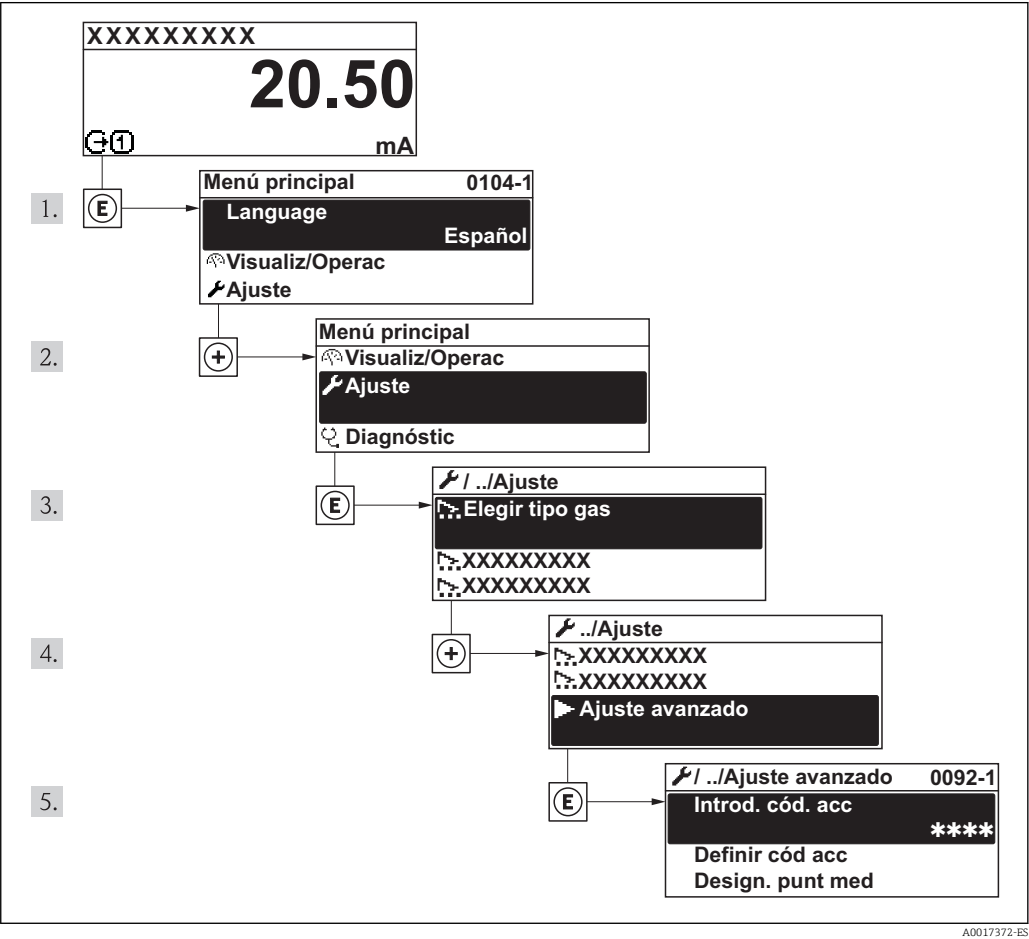 XXXXXXXXX
20.50
mA
1.
E
Menú principal 0104-1
Language
Español
Visualiz/Operac
Ajuste
2.
+
Menú principal
Visualiz/Operac
Ajuste
Diagnóstic
3.
E
/ ../Ajuste
Elegir tipo gas
XXXXXXXXX
XXXXXXXXX
4.
+
../Ajuste
XXXXXXXXX
XXXXXXXXX
Ajuste avanzado
5.
E
/ ../Ajuste avanzado 0092-1
Introd. cód. acc
****
Definir cód acc
Design. punt med
A0017372-ES